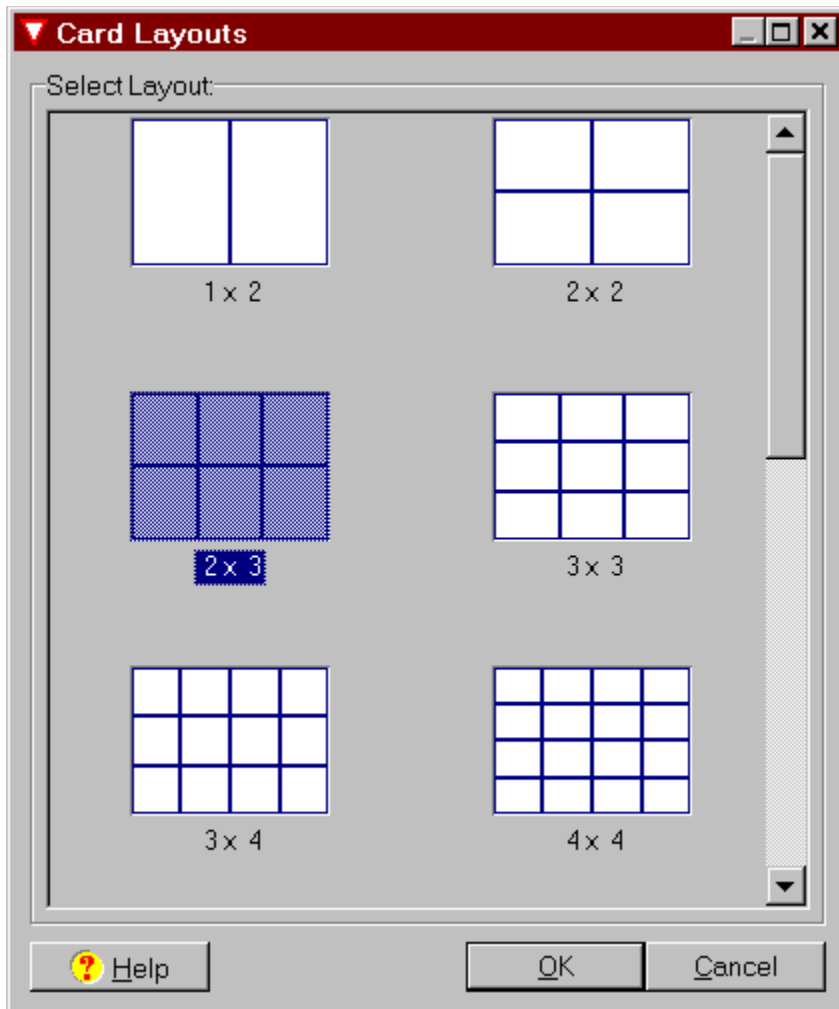 Card Layouts
Select Layout:
1 x 2
2 x 2
2 x 3
3 x 3
3 x 4
4 x 4
? Help
OK
Cancel